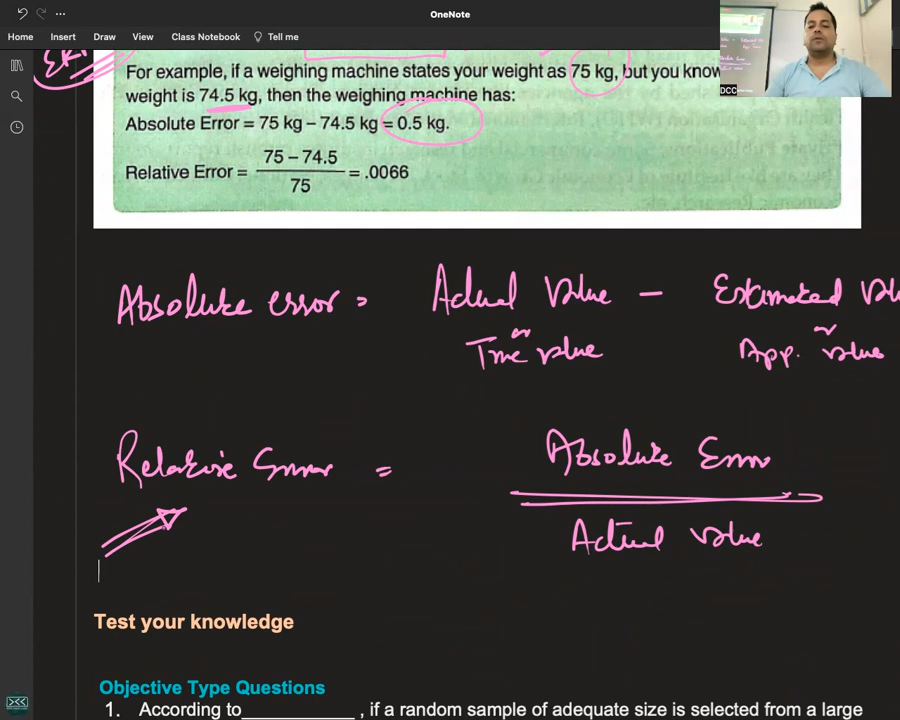 OneNote
Home Insert Draw View Class Notebook Tell me
For example, if a weighing machine states your weight as 75 kg, but you know
weight is 74.5 kg, then the weighing machine has:
Absolute Error = 75 kg – 74.5 kg = 0.5 kg.
Relative Error = 75 – 74.5 / 75 = .0066
DCC
Absolute error = Actual Value – Estimated Val
or or
True value App. value
Relative Error = Absolute Error
Actual value
Test your knowledge
Objective Type Questions
1. According to____________ , if a random sample of adequate size is selected from a large